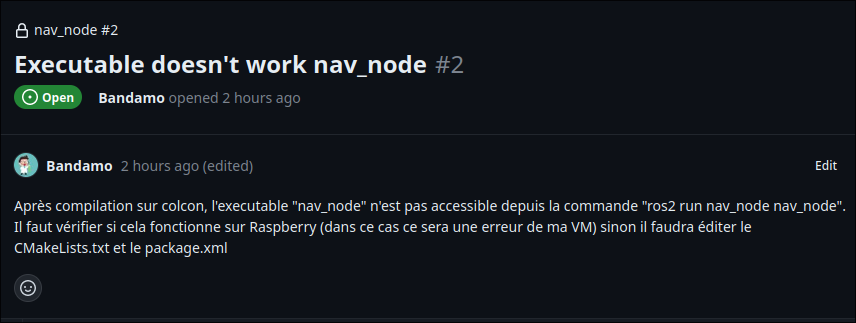 nav_node #2
Executable doesn't work nav_node #2
Open Bandamo opened 2 hours ago
Bandamo 2 hours ago (edited) Edit
Après compilation sur colcon, l'executable "nav_node" n'est pas accessible depuis la commande "ros2 run nav_node nav_node".
Il faut vérifier si cela fonctionne sur Raspberry (dans ce cas ce sera une erreur de ma VM) sinon il faudra éditer le
CMakeLists.txt et le package.xml